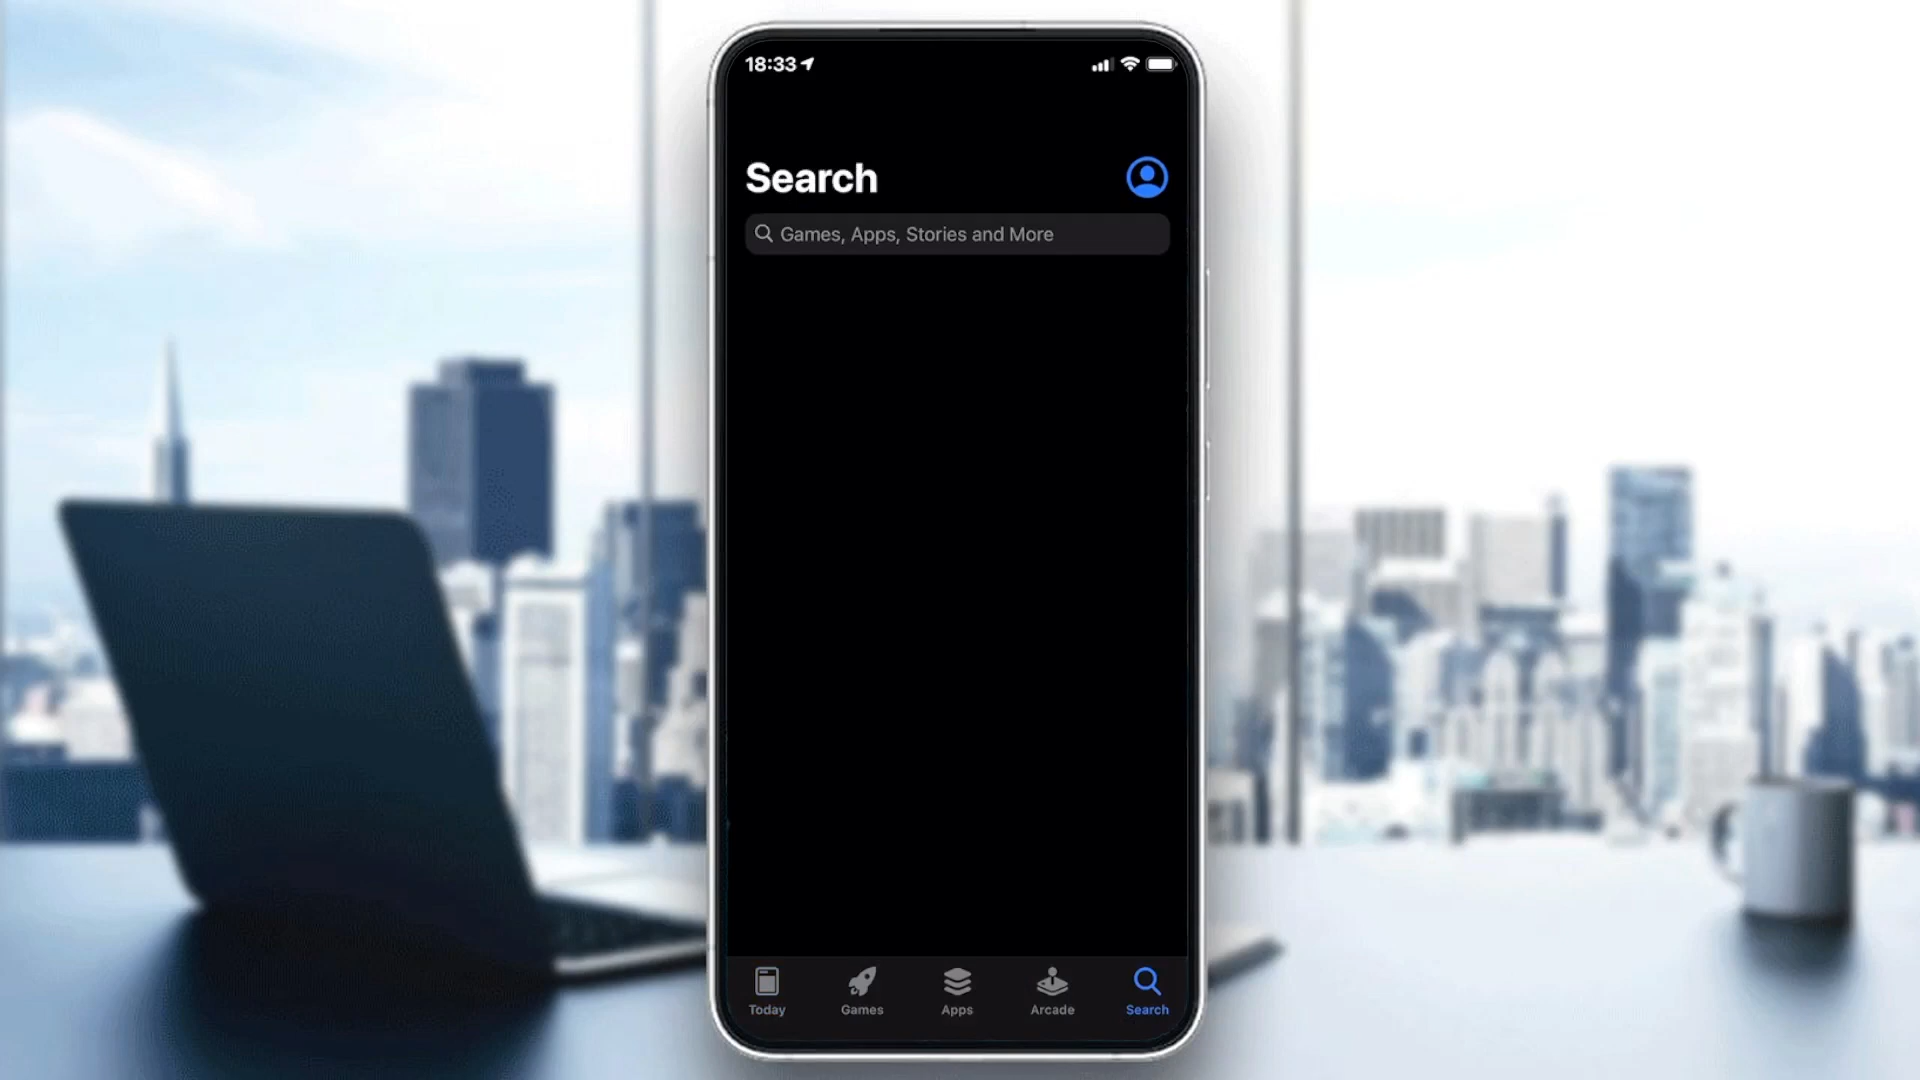 18:33
Search
Games, Apps, Stories and More
Today
Games
Apps
Arcade
Search